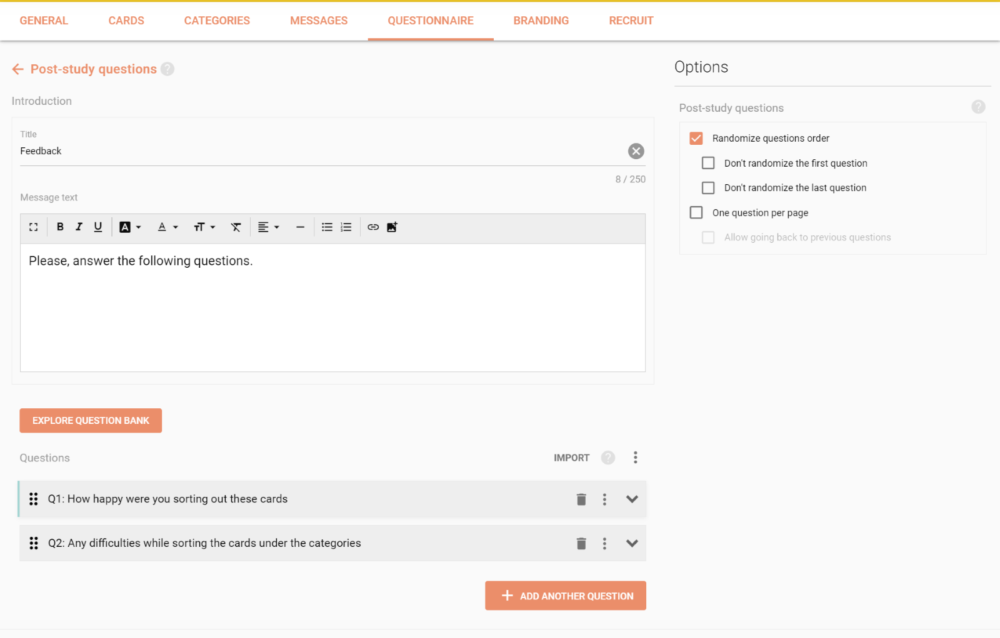 GENERAL CARDS CATEGORIES MESSAGES QUESTIONNAIRE BRANDING RECRUIT
Post-study questions ?
Introduction
Title
Feedback
8 / 250
Message text
B I U A A TT
Please, answer the following questions.
EXPLORE QUESTION BANK
Questions IMPORT ?
Q1: How happy were you sorting out these cards
Q2: Any difficulties while sorting the cards under the categories
+ ADD ANOTHER QUESTION
Options
Post-study questions ?
Randomize questions order
Don't randomize the first question
Don't randomize the last question
One question per page
Allow going back to previous questions